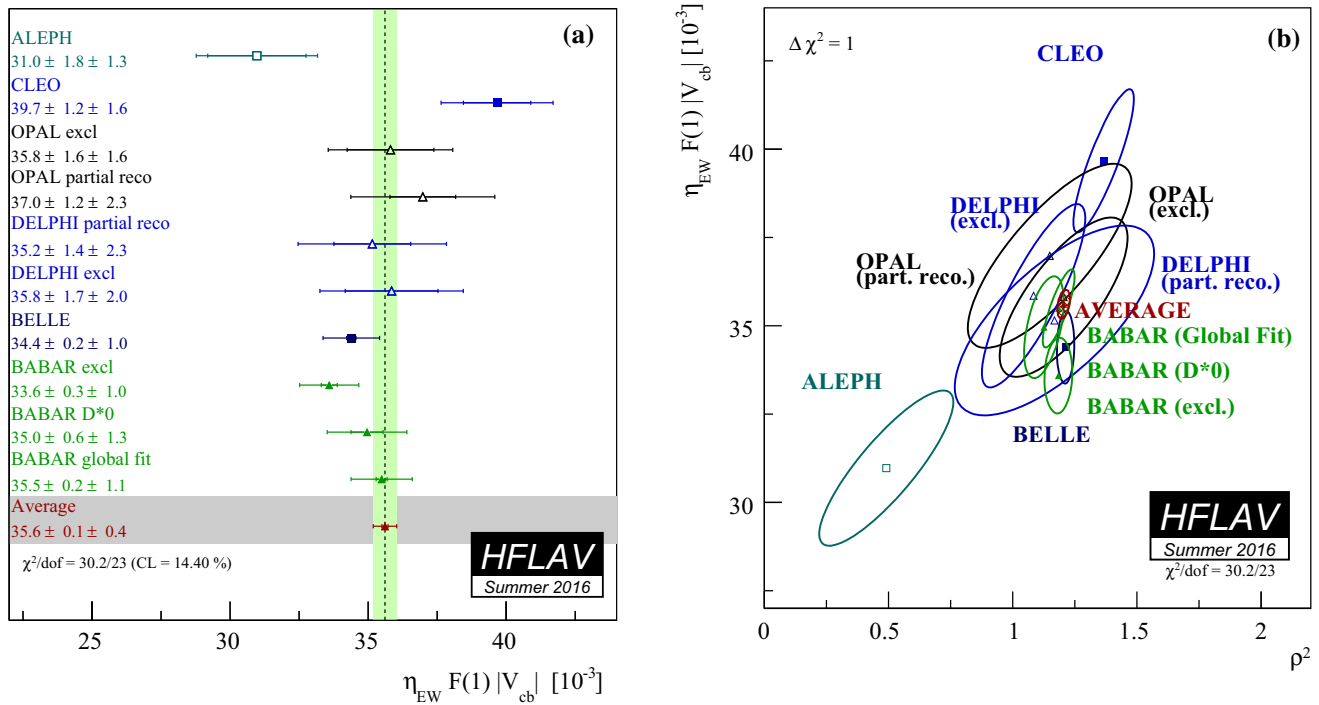 (a)
ALEPH
31.0 ± 1.8 ± 1.3
CLEO
39.7 ± 1.2 ± 1.6
OPAL excl
35.8 ± 1.6 ± 1.6
OPAL partial reco
37.0 ± 1.2 ± 2.3
DELPHI partial reco
35.2 ± 1.4 ± 2.3
DELPHI excl
35.8 ± 1.7 ± 2.0
BELLE
34.4 ± 0.2 ± 1.0
BABAR excl
33.6 ± 0.3 ± 1.0
BABAR D*0
35.0 ± 0.6 ± 1.3
BABAR global fit
35.5 ± 0.2 ± 1.1
Average
35.6 ± 0.1 ± 0.4
χ²/dof = 30.2/23 (CL = 14.40 %)
HFLAV
Summer 2016
25 30 35 40
η_EW F(1) |V_cb| [10⁻³]
(b)
η_EW F(1) |V_cb| [10⁻³]
Δ χ² = 1
CLEO
40
OPAL
(excl.)
DELPHI
(excl.)
OPAL
(part. reco.)
DELPHI
(part. reco.)
35
AVERAGE
BABAR (Global Fit)
BABAR (D*0)
ALEPH
BABAR (excl.)
BELLE
30
HFLAV
Summer 2016
χ²/dof = 30.2/23
0 0.5 1 1.5 2
ρ²